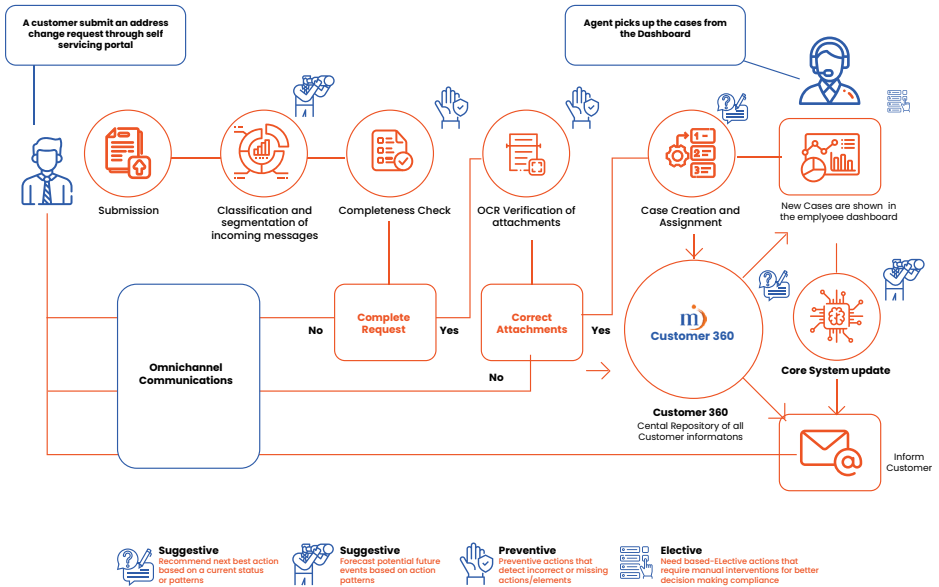 A customer submit an address
change request through self
servicing portal
Agent picks up the cases from
the Dashboard
1 -
2 -
3 -
Submission
Classification and
segmentation of
incoming messages
Completeness Check
OCR Verification of
attachments
Case Creation and
Assignment
New Cases are shown in
the emplyoee dashboard
Omnichannel
Communications
No
Complete
Request
Yes
Correct
Attachments
Yes
No
m
Customer 360
Customer 360
Cental Repository of all
Customer informatons
Core System update
@
Inform
Customer
Suggestive
Recommend next best action
based on a current status
or patterns
Suggestive
Forecast potential future
events based on action
patterns
Preventive
Preventive actions that
detect incorrect or missing
actions/elements
Elective
Need based-ELective actions that
require manual interventions for better
decision making compliance